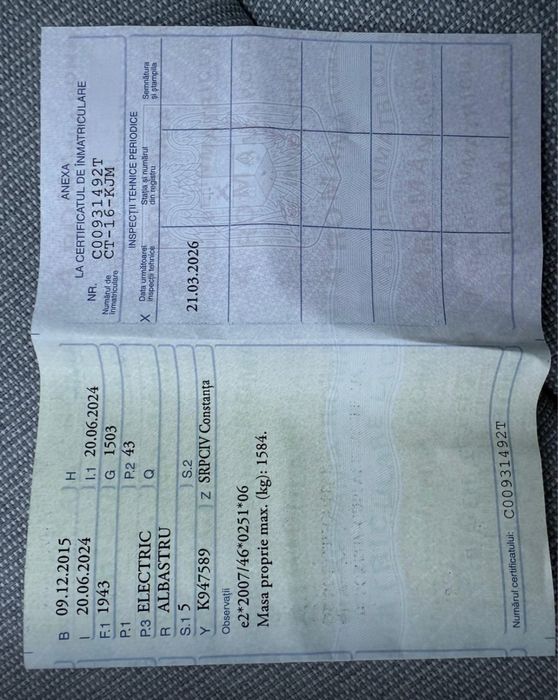 B 09.12.2015 H
I 20.06.2024 I.1 20.06.2024
F.1 1943 G 1503
P.1 P.2 43
P.3 ELECTRIC Q
R ALBASTRU
S.1 5 S.2
Y K947589 Z SRPCIV Constanța
Observații
e2*2007/46*0251*06
Masa proprie max. (kg): 1584.
Numărul certificatului: C00931492T
ANEXA
LA CERTIFICATUL DE ÎNMATRICULARE
NR. C00931492T
Numărul de înmatriculare CT-16-KJM
INSPECȚII TEHNICE PERIODICE
X Data următoarei inspecții tehnice Stația și numărul din registru Semnătura și ștampila
21.03.2026